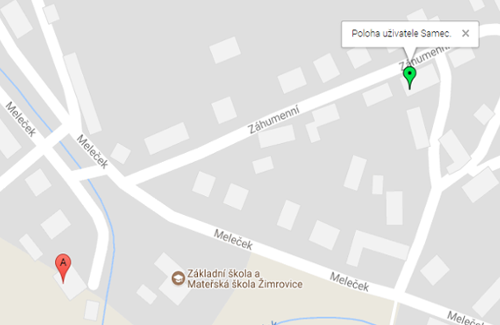 Poloha uživatele Samec.
Záhumenní
Meleček
Meleček
Záhumenní
Meleček
Základní škola a
Mateřská škola Žimrovice
A
Meleček
Meleček